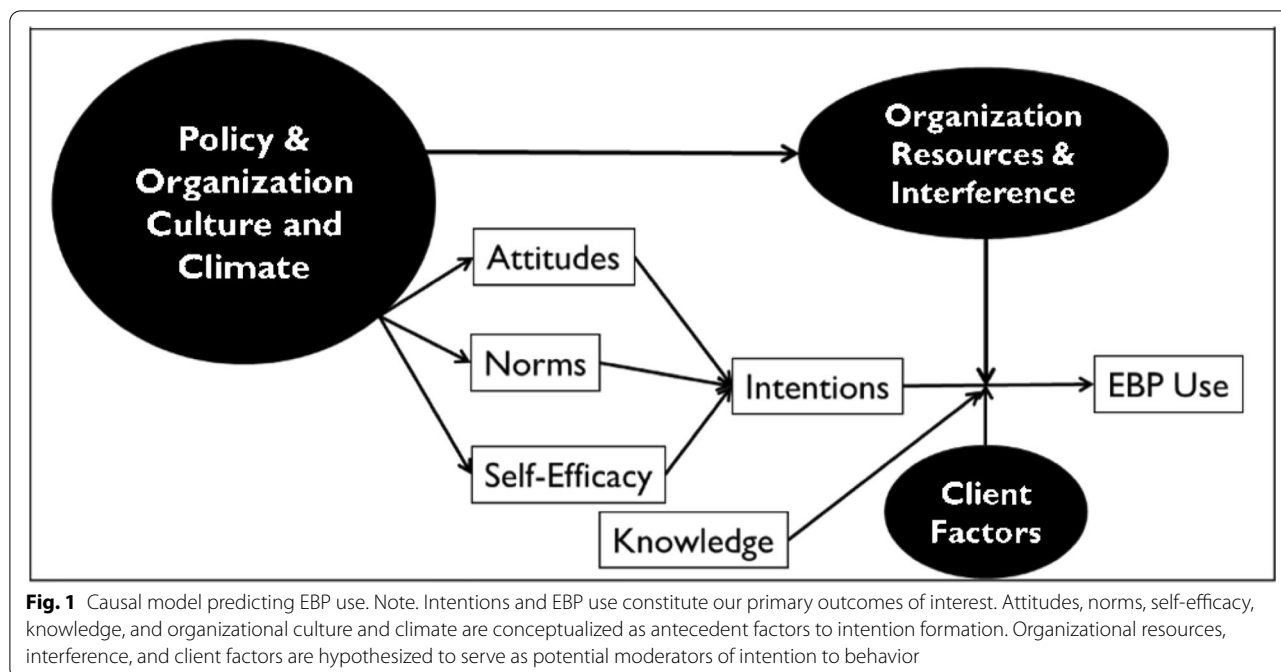 Policy &
Organization
Culture and
Climate
Organization
Resources &
Interference
Attitudes
Norms
Self-Efficacy
Intentions
EBP Use
Knowledge
Client
Factors
Fig. 1 Causal model predicting EBP use. Note. Intentions and EBP use constitute our primary outcomes of interest. Attitudes, norms, self-efficacy,
knowledge, and organizational culture and climate are conceptualized as antecedent factors to intention formation. Organizational resources,
interference, and client factors are hypothesized to serve as potential moderators of intention to behavior